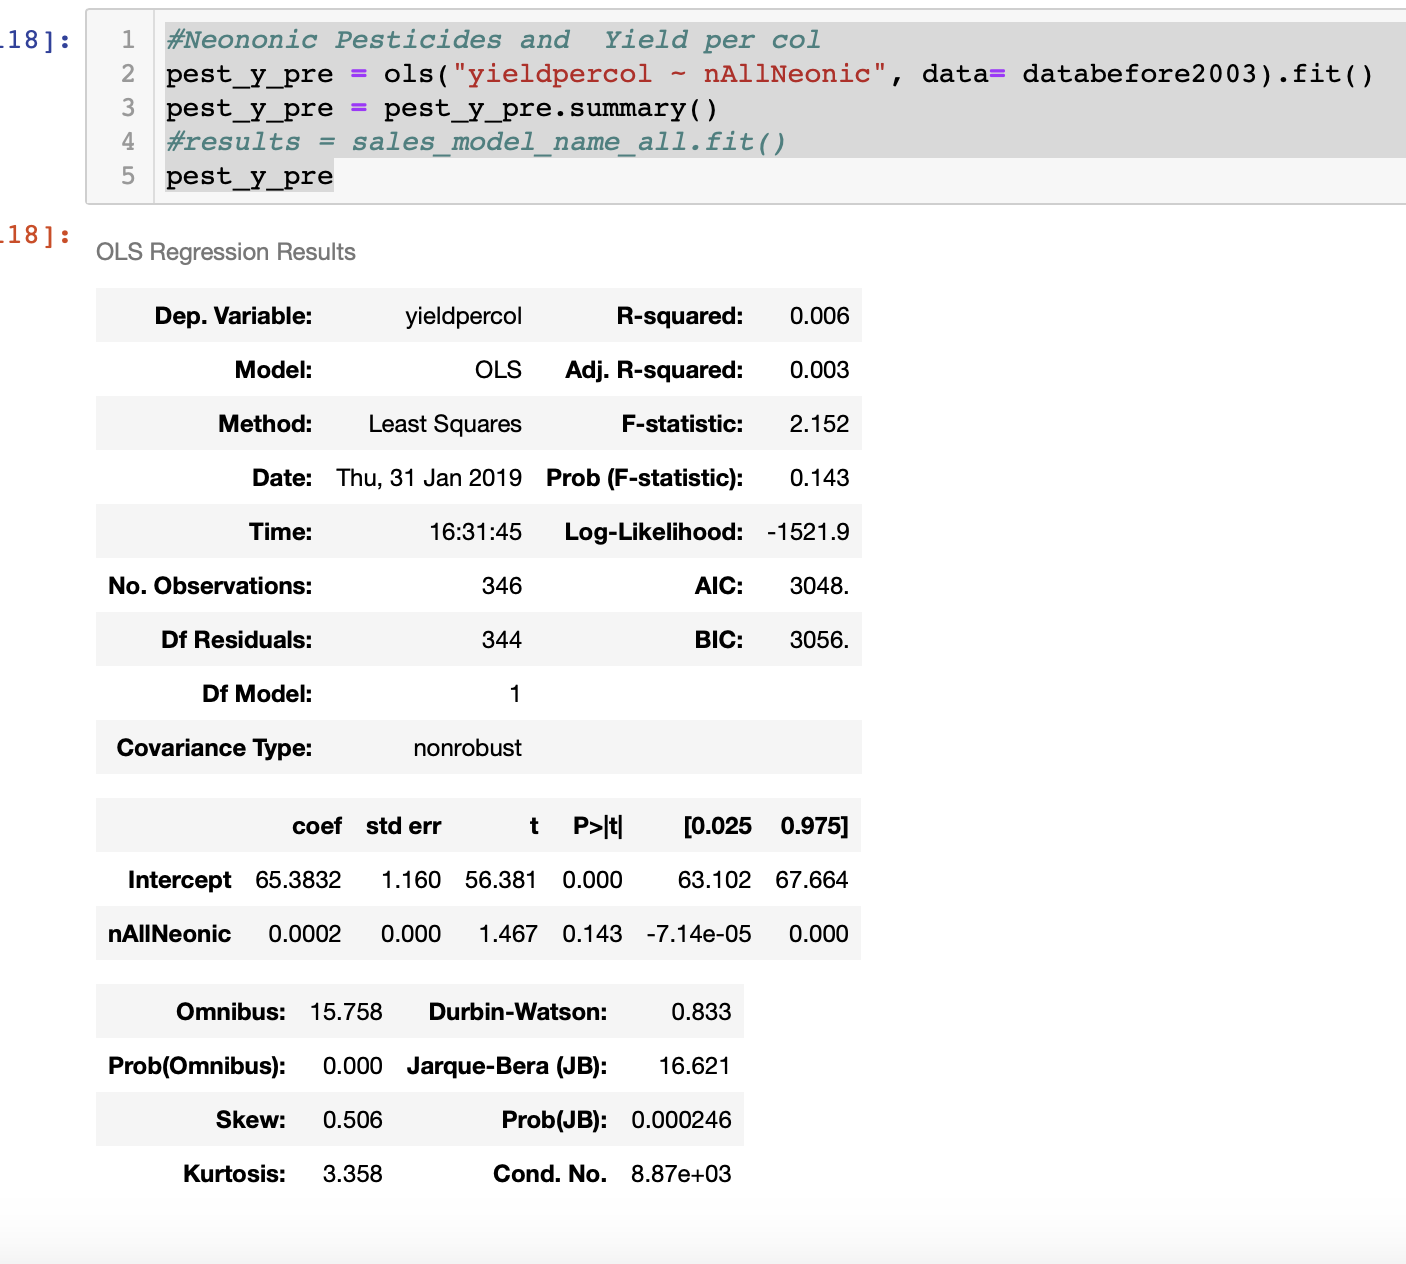 18]:
1 #Neononic Pesticides and  Yield per col
2 pest_y_pre = ols("yieldpercol ~ nAllNeonic", data= databefore2003).fit()
3 pest_y_pre = pest_y_pre.summary()
4 #results = sales_model_name_all.fit()
5 pest_y_pre
18]:
OLS Regression Results
Dep. Variable: yieldpercol R-squared: 0.006
Model: OLS Adj. R-squared: 0.003
Method: Least Squares F-statistic: 2.152
Date: Thu, 31 Jan 2019 Prob (F-statistic): 0.143
Time: 16:31:45 Log-Likelihood: -1521.9
No. Observations: 346 AIC: 3048.
Df Residuals: 344 BIC: 3056.
Df Model: 1
Covariance Type: nonrobust
coef std err t P>|t| [0.025 0.975]
Intercept 65.3832 1.160 56.381 0.000 63.102 67.664
nAllNeonic 0.0002 0.000 1.467 0.143 -7.14e-05 0.000
Omnibus: 15.758 Durbin-Watson: 0.833
Prob(Omnibus): 0.000 Jarque-Bera (JB): 16.621
Skew: 0.506 Prob(JB): 0.000246
Kurtosis: 3.358 Cond. No. 8.87e+03